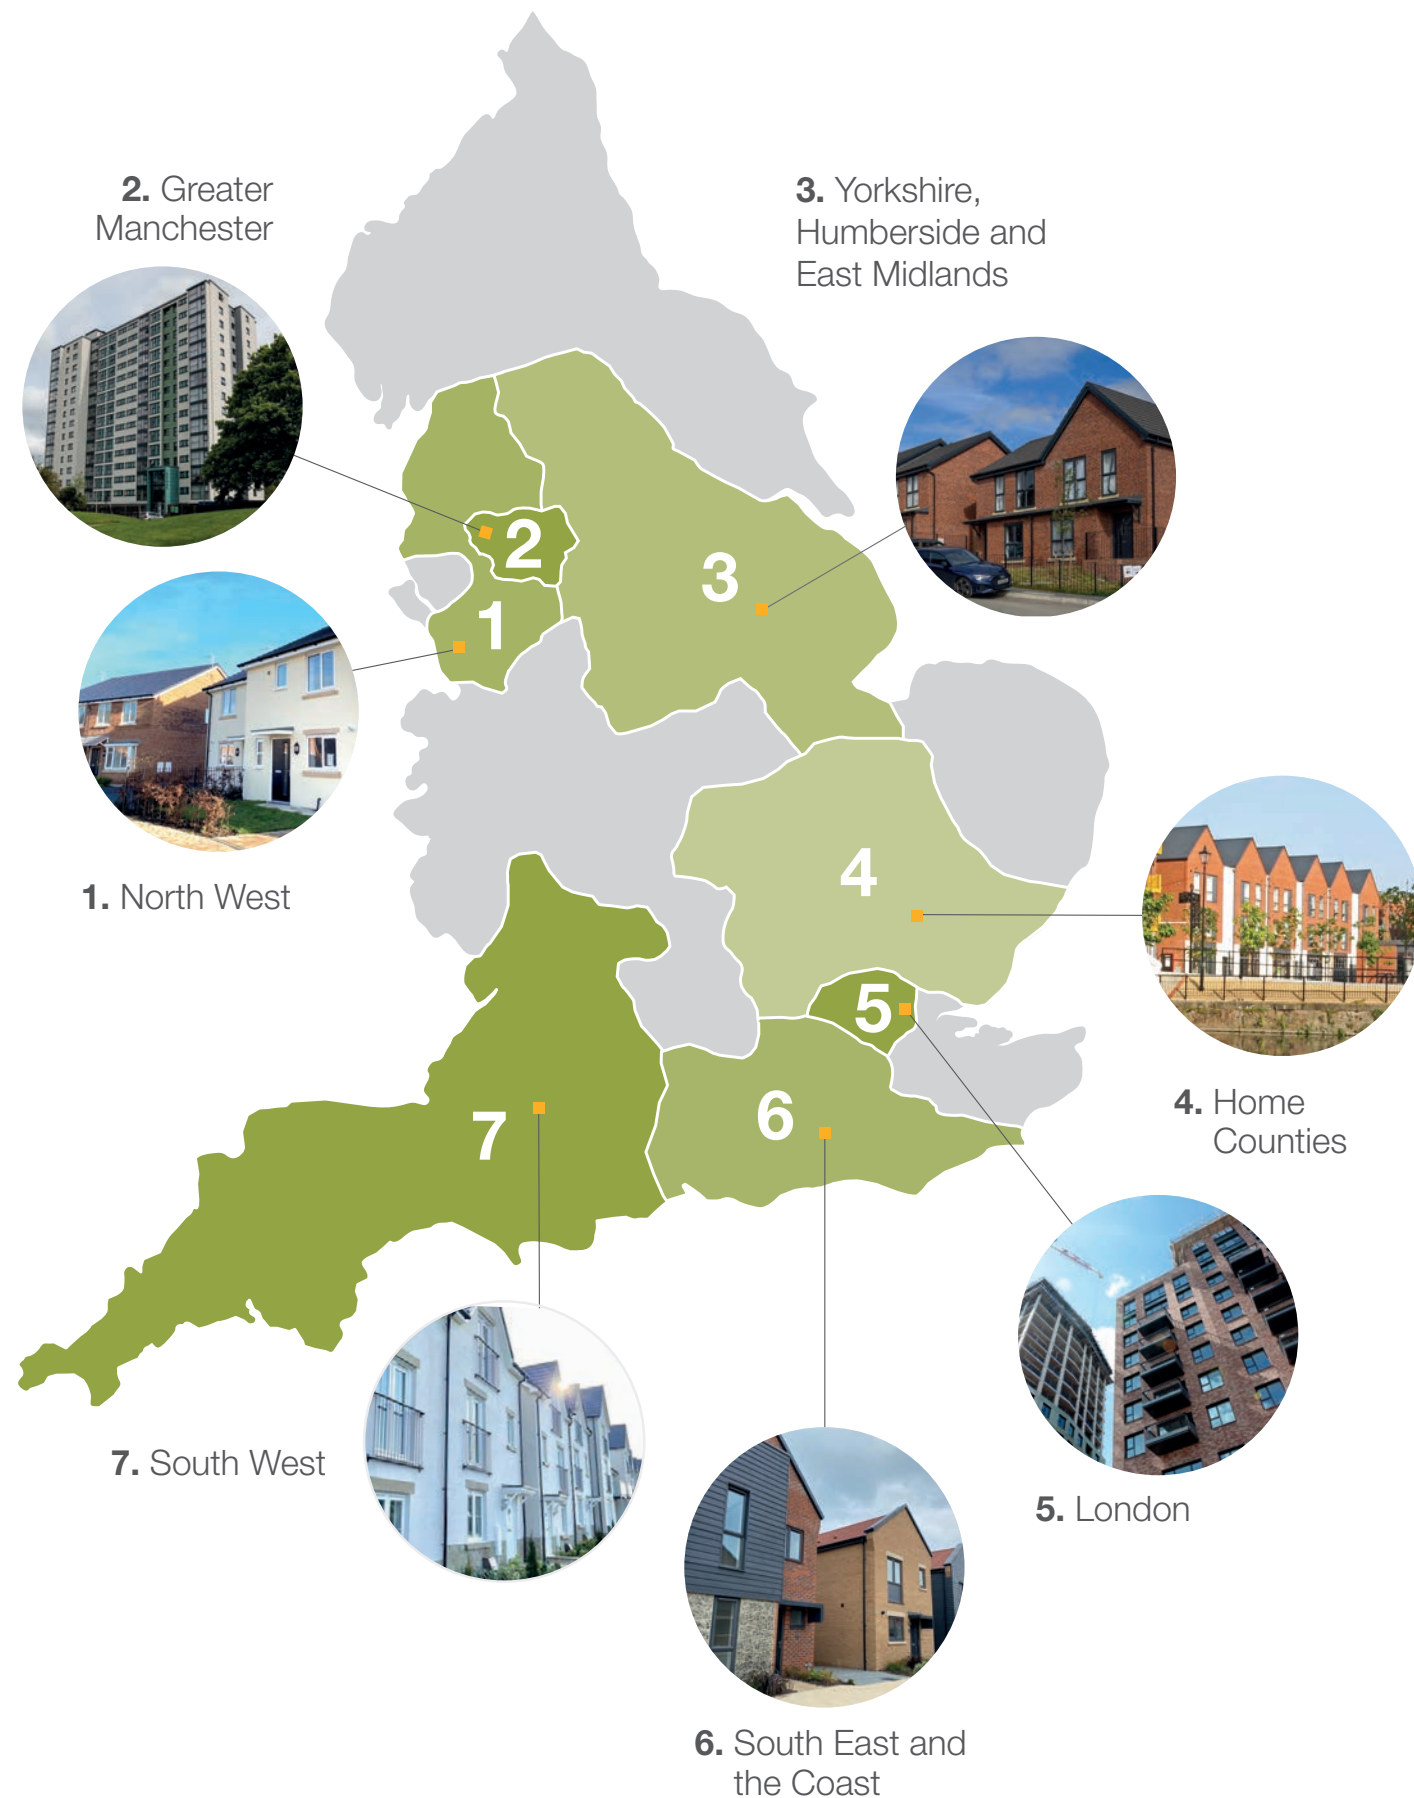 2. Greater
Manchester
3. Yorkshire,
Humberside and
East Midlands
2
3
1
1. North West
4
5
4. Home
Counties
6
7
7. South West
5. London
6. South East and
the Coast